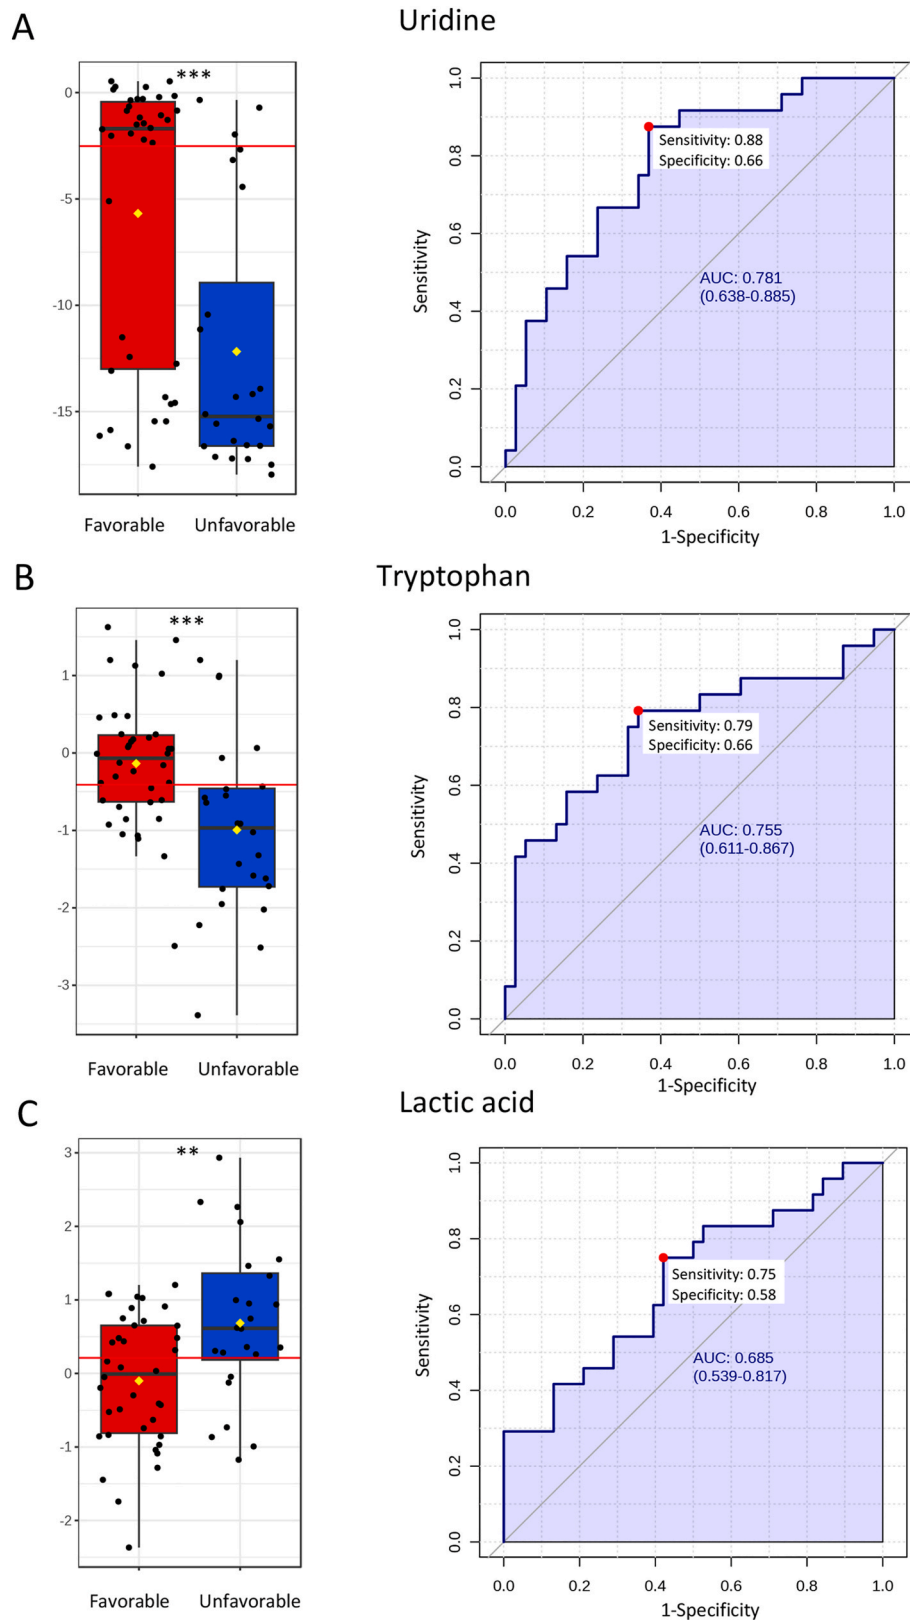 A
Uridine
***
0
-5
-10
-15
Favorable
Unfavorable
Sensitivity
0.0
0.2
0.4
0.6
0.8
1.0
Sensitivity: 0.88
Specificity: 0.66
AUC: 0.781
(0.638-0.885)
0.0
0.2
0.4
0.6
0.8
1.0
1-Specificity
B
Tryptophan
***
1
0
-1
-2
-3
Favorable
Unfavorable
Sensitivity
0.0
0.2
0.4
0.6
0.8
1.0
Sensitivity: 0.79
Specificity: 0.66
AUC: 0.755
(0.611-0.867)
0.0
0.2
0.4
0.6
0.8
1.0
1-Specificity
C
Lactic acid
**
3
2
1
0
-1
-2
Favorable
Unfavorable
Sensitivity
0.0
0.2
0.4
0.6
0.8
1.0
Sensitivity: 0.75
Specificity: 0.58
AUC: 0.685
(0.539-0.817)
0.0
0.2
0.4
0.6
0.8
1.0
1-Specificity